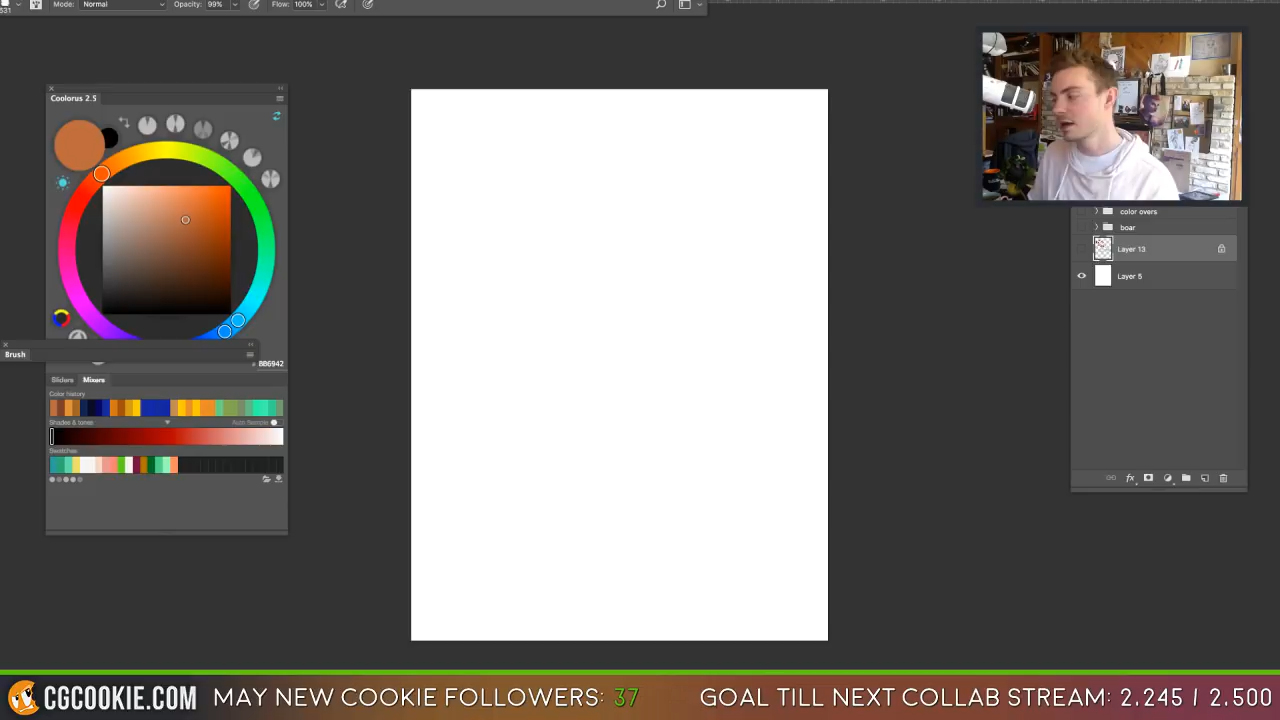 531
Mode: Normal Opacity: 99% Flow: 100%
Coolorus 2.5
Brush
# BB6942
Sliders Mixers
Color history
Shades & tones Auto Sample
Swatches
color overs
boar
Layer 13
Layer 5
fx
CGCOOKIE.COM MAY NEW COOKIE FOLLOWERS: 37 GOAL TILL NEXT COLLAB STREAM: 2.245 / 2.500